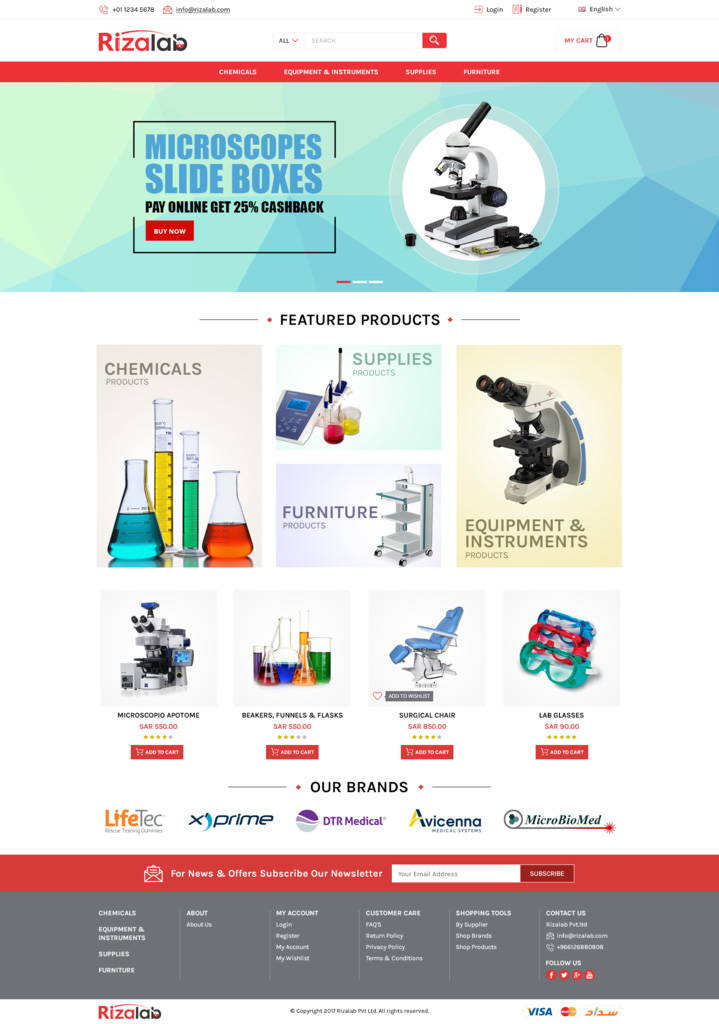 +01 1234 5678
info@rizalab.com
Login
Register
English
Rizalab
ALL
SEARCH
MY CART
1
CHEMICALS
EQUIPMENT & INSTRUMENTS
SUPPLIES
FURNITURE
MICROSCOPES
SLIDE BOXES
PAY ONLINE GET 25% CASHBACK
BUY NOW
FEATURED PRODUCTS
CHEMICALS
PRODUCTS
SUPPLIES
PRODUCTS
FURNITURE
PRODUCTS
EQUIPMENT &
INSTRUMENTS
PRODUCTS
ADD TO WISHLIST
MICROSCOPIO APOTOME
SAR 550.00
ADD TO CART
BEAKERS, FUNNELS & FLASKS
SAR 550.00
ADD TO CART
SURGICAL CHAIR
SAR 850.00
ADD TO CART
LAB GLASSES
SAR 90.00
ADD TO CART
OUR BRANDS
LifeTec
Rescue Training Dummies
x)prime
DTR Medical
Avicenna
MEDICAL SYSTEMS
MicroBioMed
For News & Offers Subscribe Our Newsletter
Your Email Address
SUBSCRIBE
CHEMICALS
EQUIPMENT &
INSTRUMENTS
SUPPLIES
FURNITURE
ABOUT
About Us
MY ACCOUNT
Login
Register
My Account
My Wishlist
CUSTOMER CARE
FAQ'S
Return Policy
Privacy Policy
Terms & Conditions
SHOPPING TOOLS
By Supplier
Shop Brands
Shop Products
CONTACT US
Rizalab Pvt.ltd
info@rizalab.com
+966126880808
FOLLOW US
Rizalab
© Copyright 2017 Rizalab Pvt Ltd. All rights reserved.
VISA
سداد